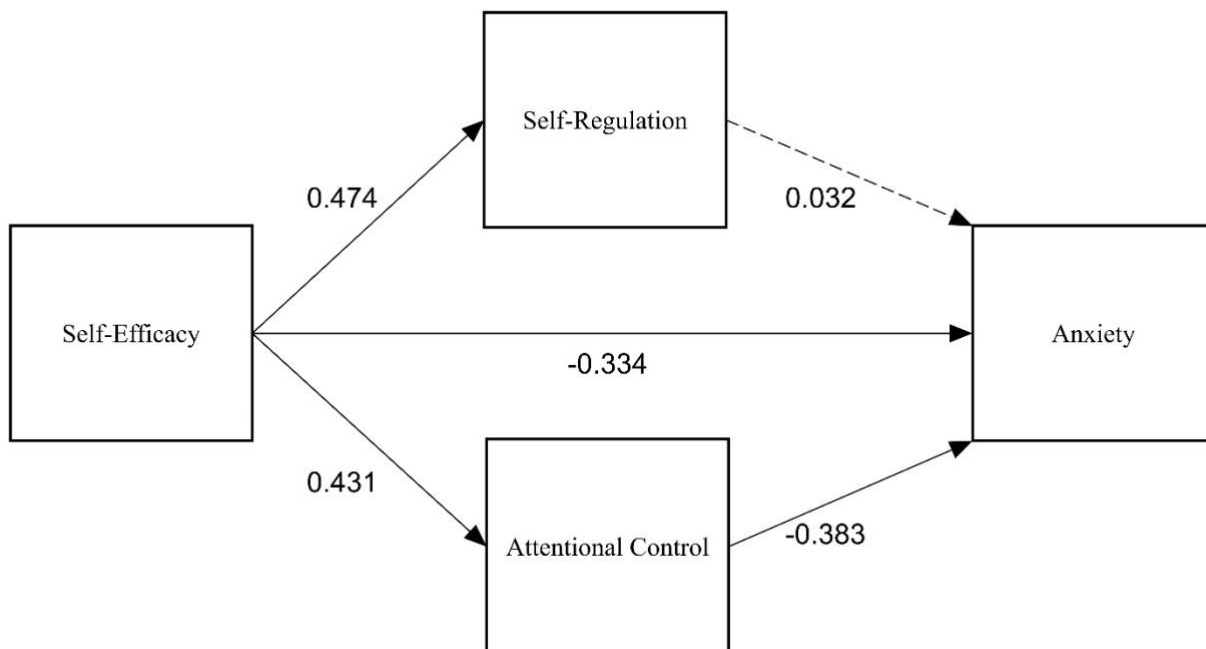 Self-Regulation
0.474
0.032
Self-Efficacy
Anxiety
-0.334
0.431
Attentional Control
-0.383